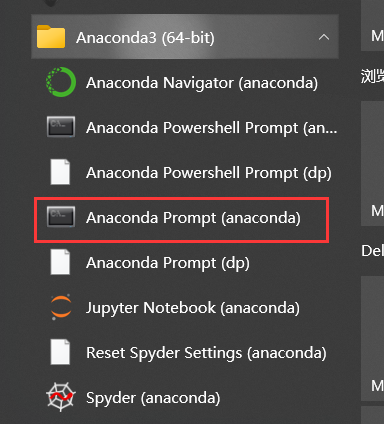 Anaconda3 (64-bit)
Anaconda Navigator (anaconda)
Anaconda Powershell Prompt (an...
Anaconda Powershell Prompt (dp)
Anaconda Prompt (anaconda)
Anaconda Prompt (dp)
Jupyter Notebook (anaconda)
Reset Spyder Settings (anaconda)
Spyder (anaconda)
M
浏览
M
Del
M